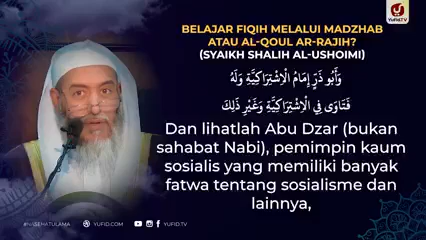 YUFID.TV
BELAJAR FIQIH MELALUI MADZHAB
ATAU AL-QOUL AR-RAJIH?
(SYAIKH SHALIH AL-USHOIMI)
وَأَبُو ذَرٍّ إِمَامُ الْاِشْتِرَاكِيَّةِ وَلَهُ
فَتَاوَى فِي الْاِشْتِرَاكِيَّةِ وَغَيْرِ ذَلِكَ
Dan lihatlah Abu Dzar (bukan
sahabat Nabi), pemimpin kaum
sosialis yang memiliki banyak
fatwa tentang sosialisme dan
lainnya,
#NASEHATULAMA
YUFID.COM
YUFID.TV